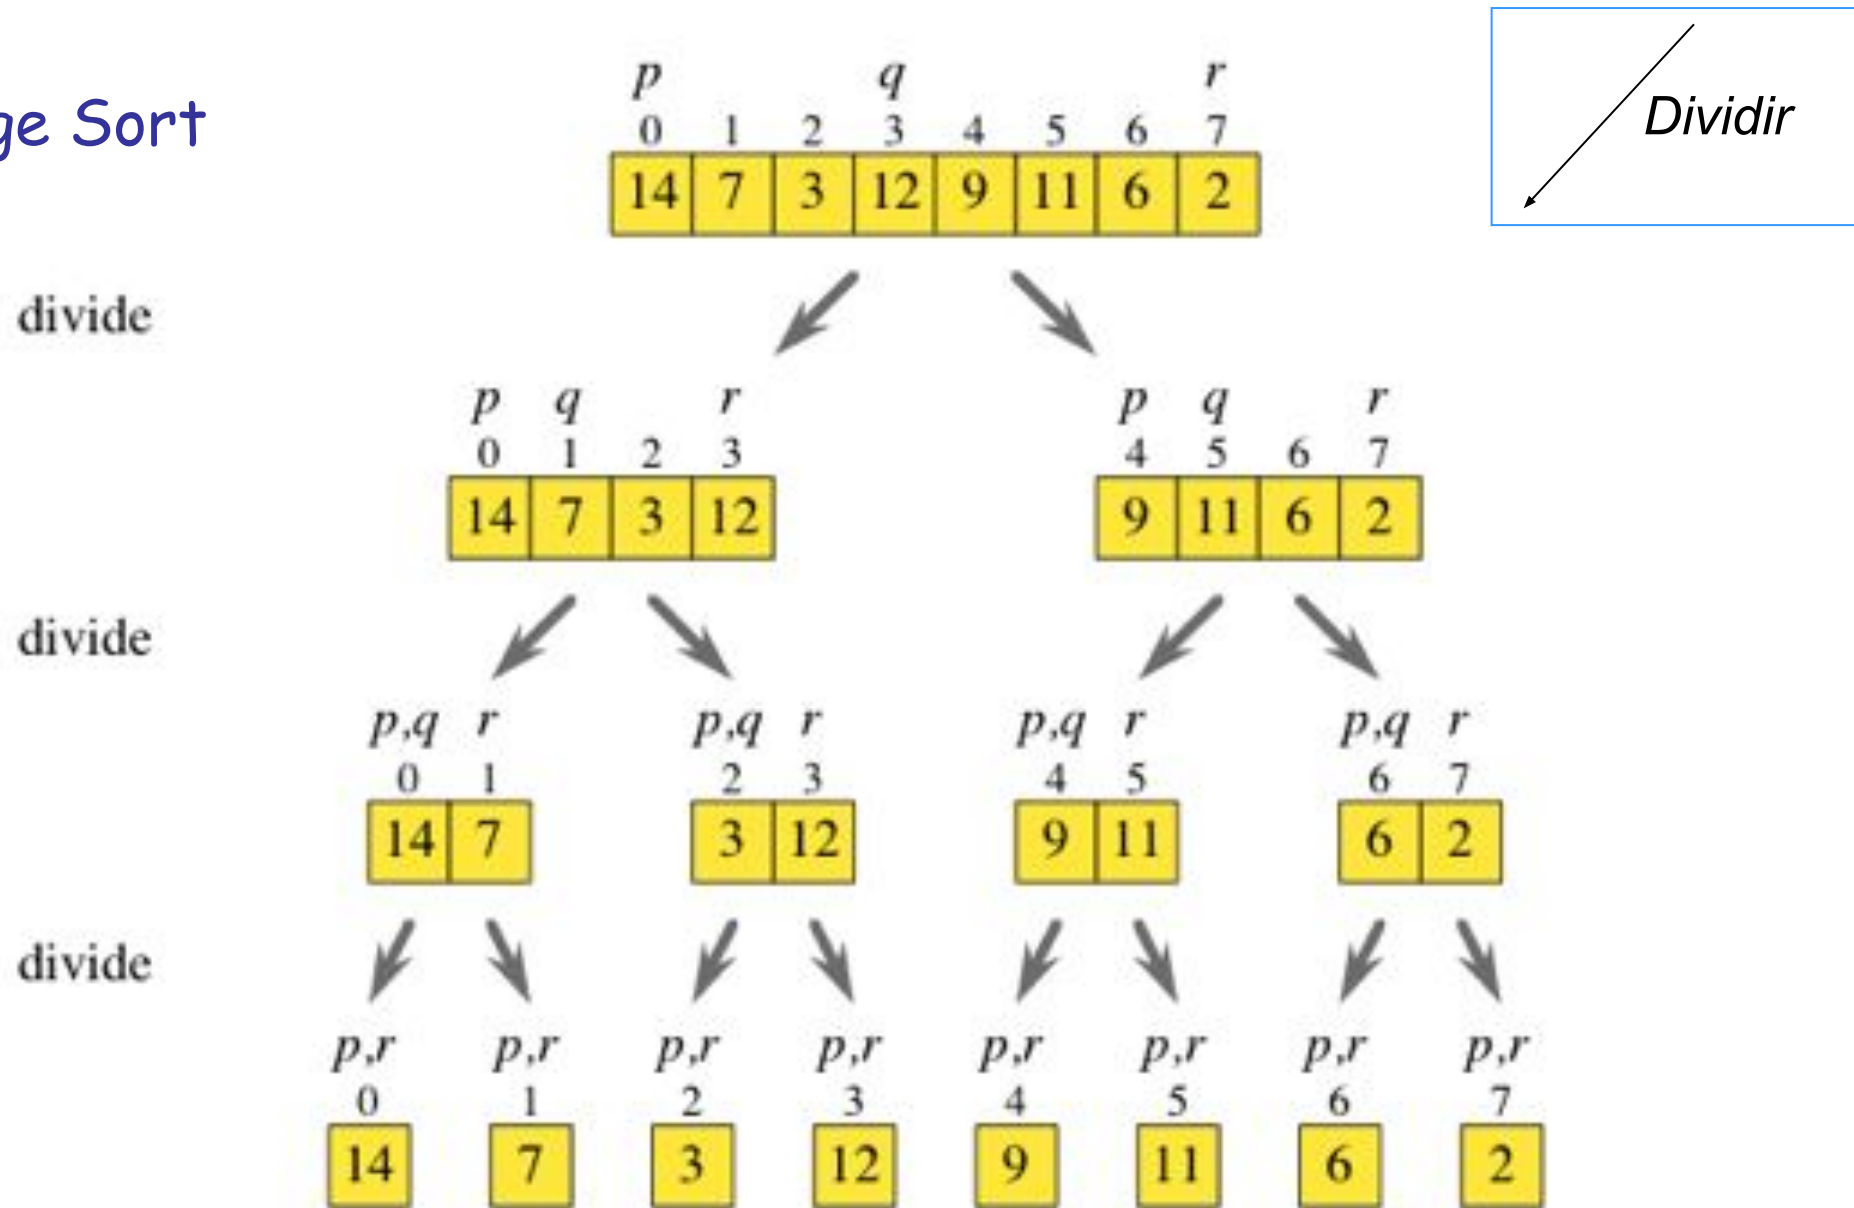 ge Sort
Dividir
p q r
0 1 2 3 4 5 6 7
14 7 3 12 9 11 6 2
divide
p q r p q r
0 1 2 3 4 5 6 7
14 7 3 12 9 11 6 2
divide
p,q r p,q r p,q r p,q r
0 1 2 3 4 5 6 7
14 7 3 12 9 11 6 2
divide
p,r p,r p,r p,r p,r p,r p,r p,r
0 1 2 3 4 5 6 7
14 7 3 12 9 11 6 2